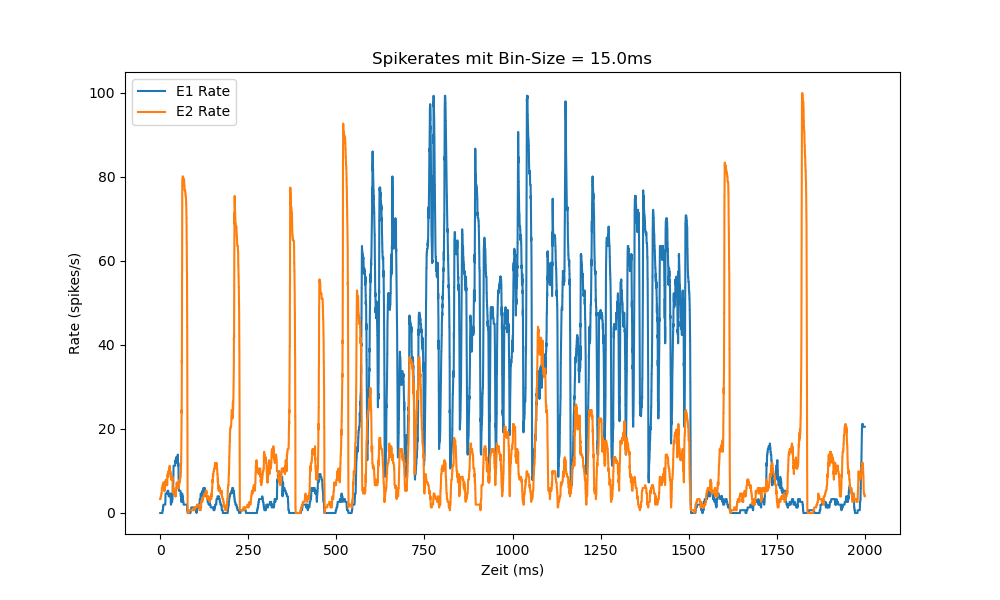 Spikerates mit Bin-Size = 15.0ms
E1 Rate
E2 Rate
100
80
60
40
20
0
Rate (spikes/s)
0 250 500 750 1000 1250 1500 1750 2000
Zeit (ms)